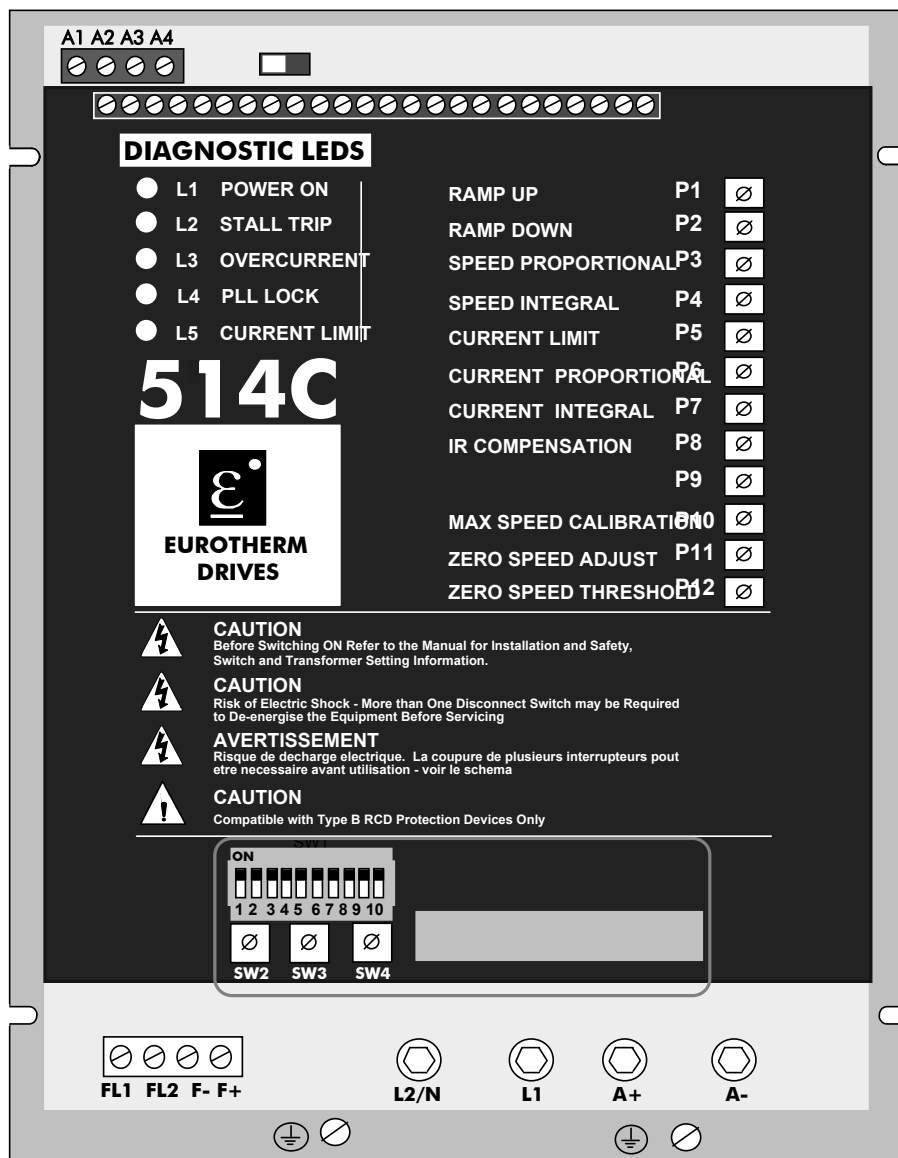 A1 A2 A3 A4
DIAGNOSTIC LEDS
L1 POWER ON
L2 STALL TRIP
L3 OVERCURRENT
L4 PLL LOCK
L5 CURRENT LIMIT
RAMP UP P1
RAMP DOWN P2
SPEED PROPORTIONAL P3
SPEED INTEGRAL P4
CURRENT LIMIT P5
CURRENT PROPORTIONAL P6
CURRENT INTEGRAL P7
IR COMPENSATION P8
P9
MAX SPEED CALIBRATION P10
ZERO SPEED ADJUST P11
ZERO SPEED THRESHOLD P12
514C
ε
EUROTHERM
DRIVES
CAUTION
Before Switching ON Refer to the Manual for Installation and Safety,
Switch and Transformer Setting Information.
CAUTION
Risk of Electric Shock - More than One Disconnect Switch may be Required
to De-energise the Equipment Before Servicing
AVERTISSEMENT
Risque de decharge electrique. La coupure de plusieurs interrupteurs pout
etre necessaire avant utilisation - voir le schema
CAUTION
Compatible with Type B RCD Protection Devices Only
SW1
ON
1 2 3 4 5 6 7 8 9 10
SW2 SW3 SW4
FL1 FL2 F- F+
L2/N L1 A+ A-